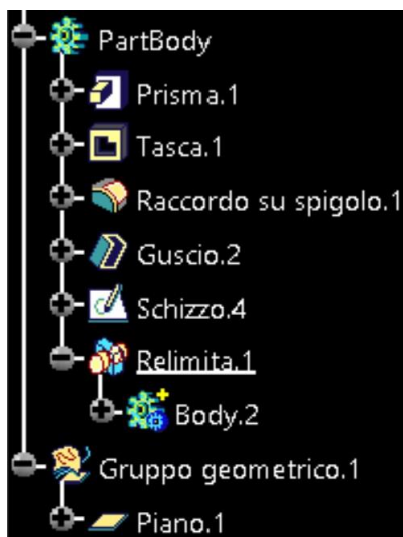 PartBody
Prisma.1
Tasca.1
Raccordo su spigolo.1
Guscio.2
Schizzo.4
Relimita.1
Body.2
Gruppo geometrico.1
Piano.1